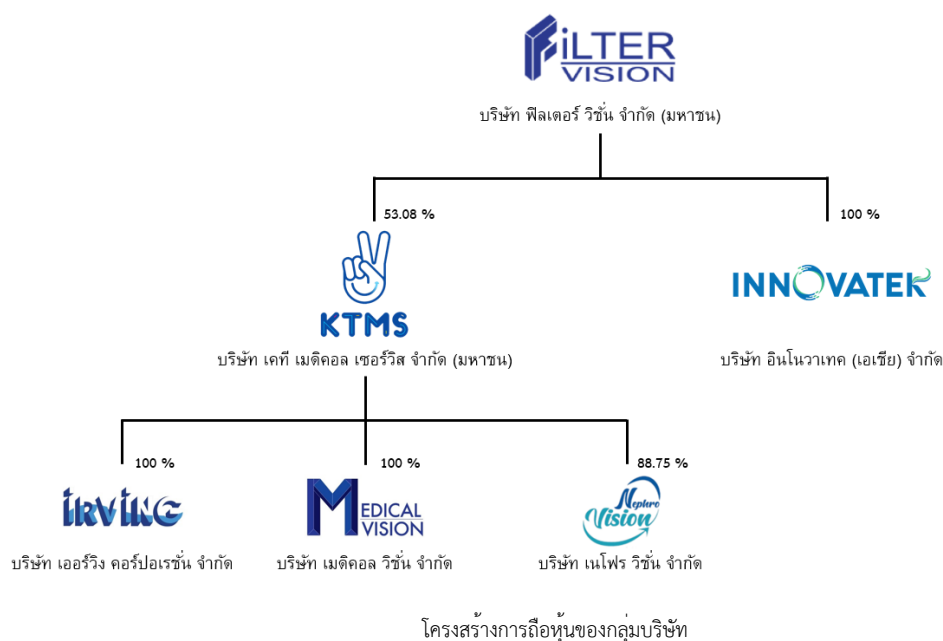 FiLTER
VISION
บริษัท ฟิลเตอร์ วิชั่น จำกัด (มหาชน)
53.08 %
100 %
KTMS
INNOVATEK
บริษัท เคที เมดิคอล เซอร์วิส จำกัด (มหาชน)
บริษัท อินโนวาเทค (เอเชีย) จำกัด
100 %
100 %
88.75 %
iRViNG
MEDICAL
VISION
Nephro
Vision
บริษัท เออร์วิง คอร์ปอเรชั่น จำกัด
บริษัท เมดิคอล วิชั่น จำกัด
บริษัท เนโฟร วิชั่น จำกัด
โครงสร้างการถือหุ้นของกลุ่มบริษัท